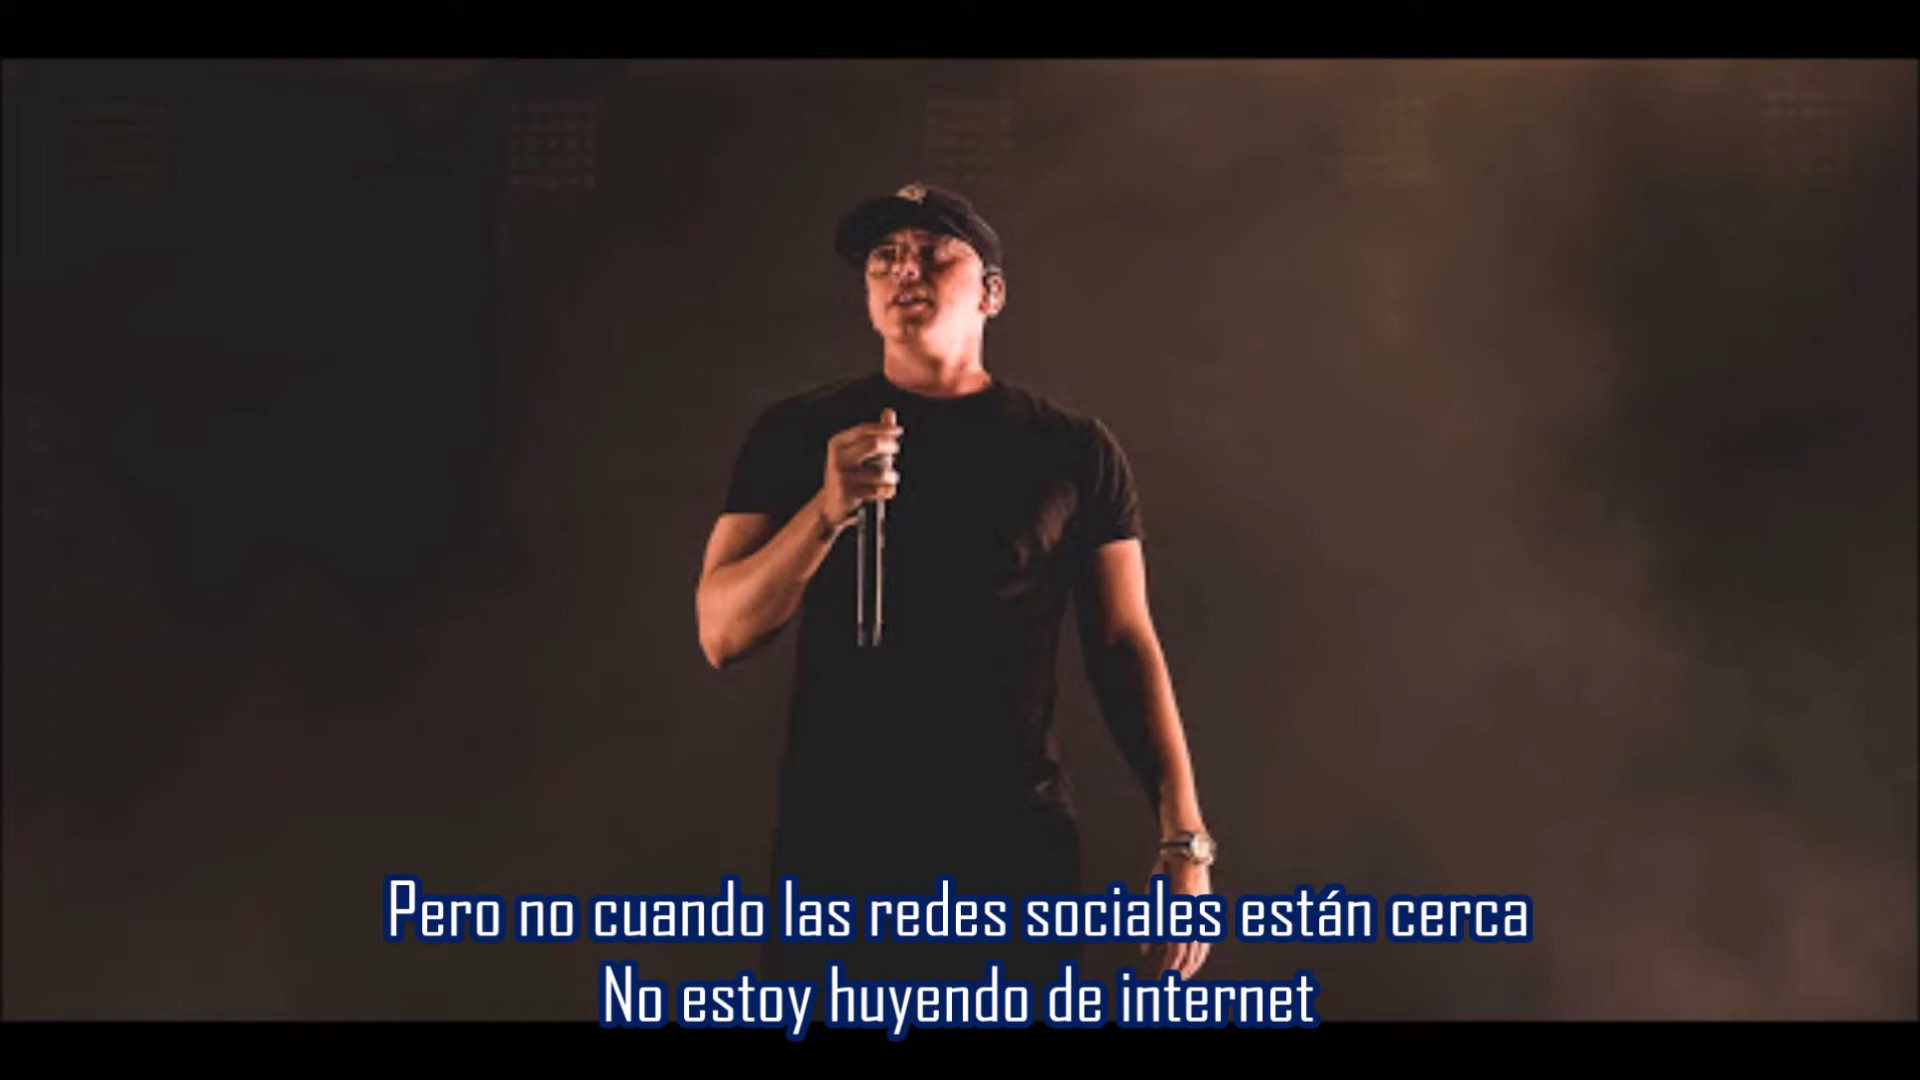 Pero no cuando las redes sociales están cerca
No estoy huyendo de internet